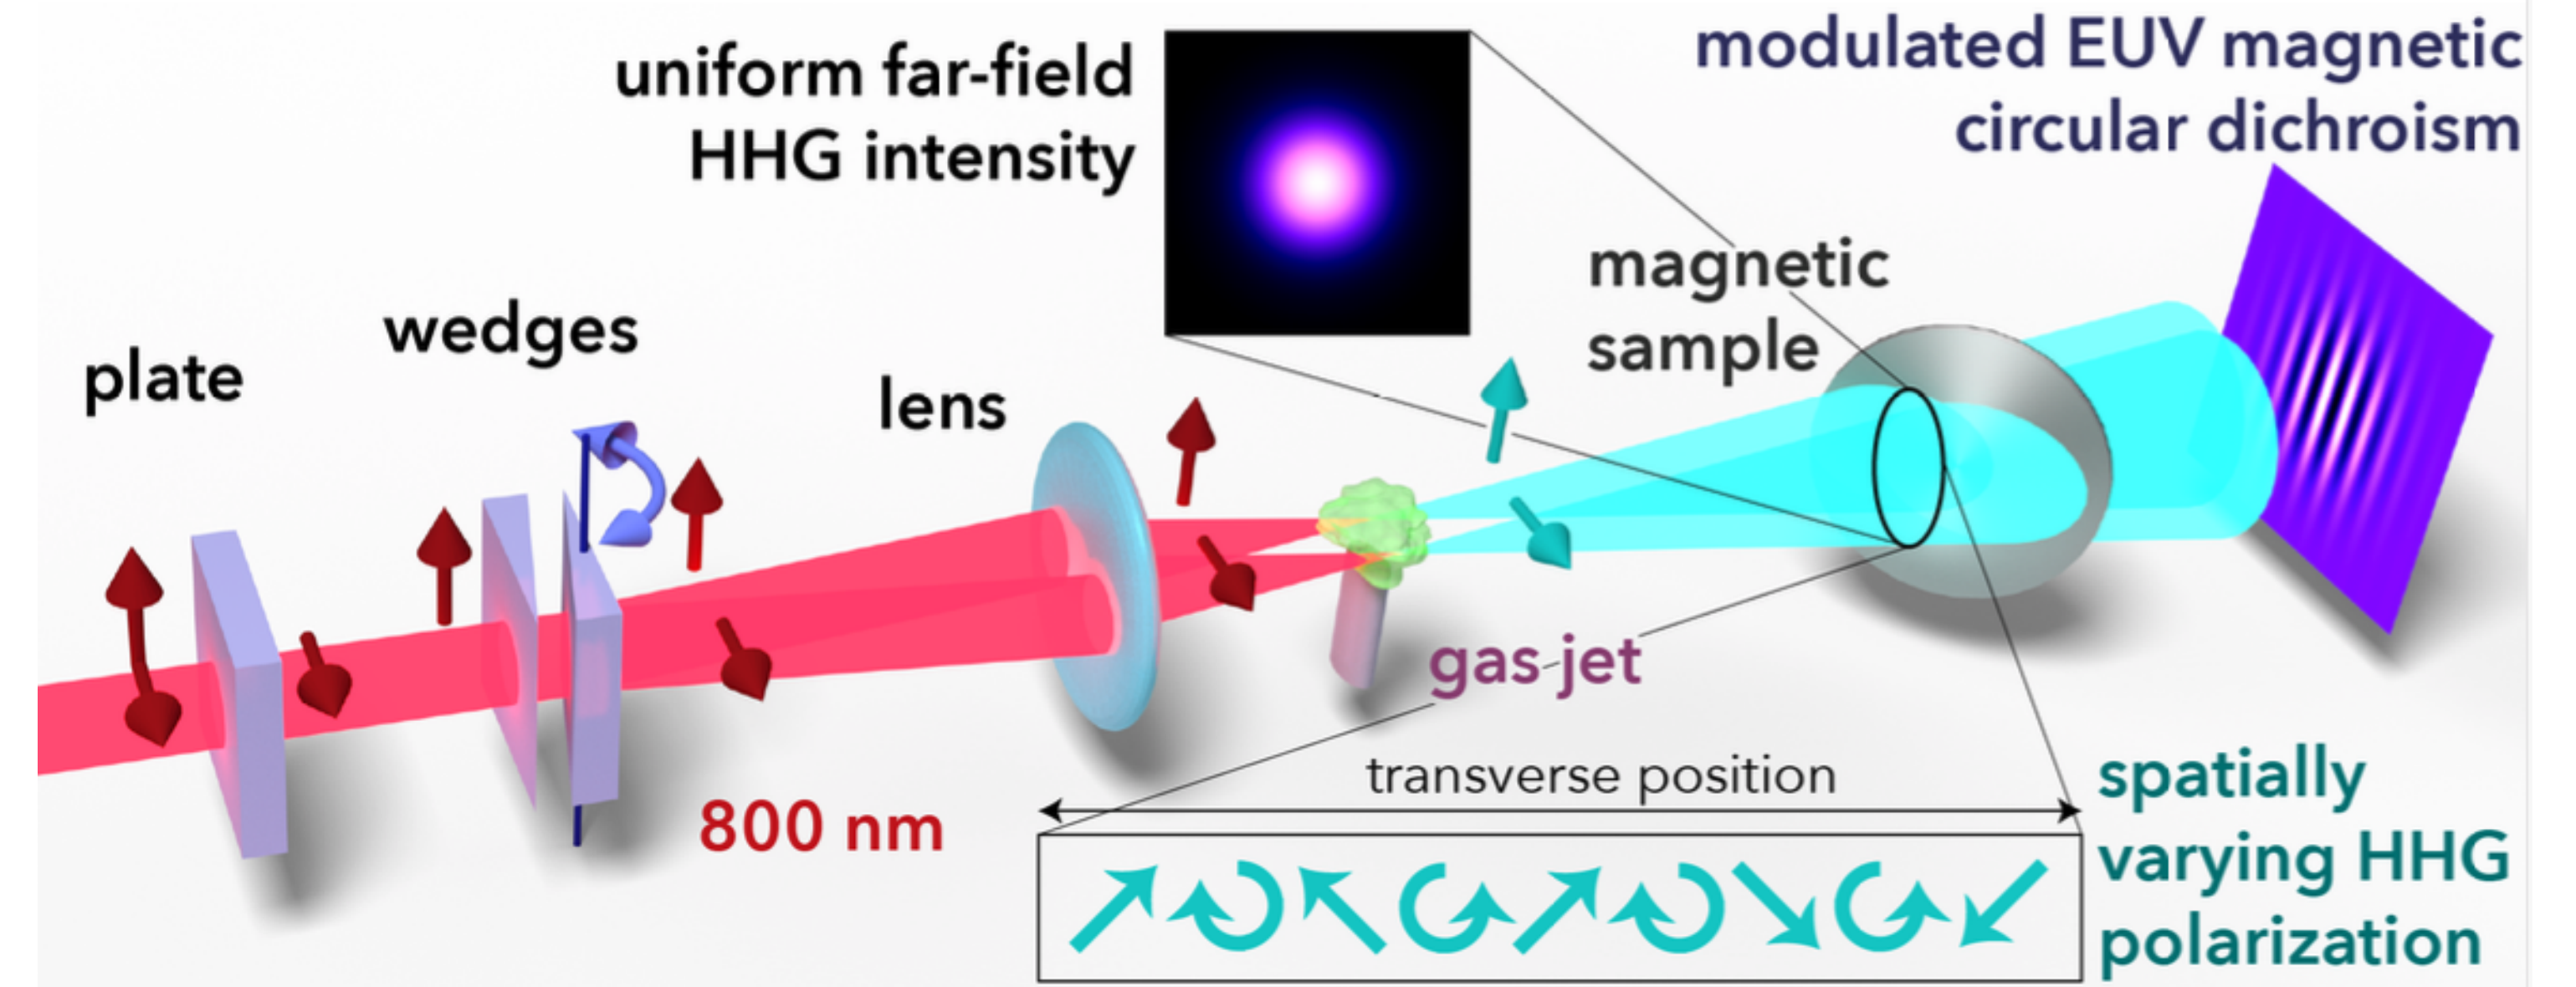 uniform far-field
HHG intensity
modulated EUV magnetic
circular dichroism
magnetic
sample
wedges
plate
lens
gas jet
800 nm
transverse position
spatially
varying HHG
polarization